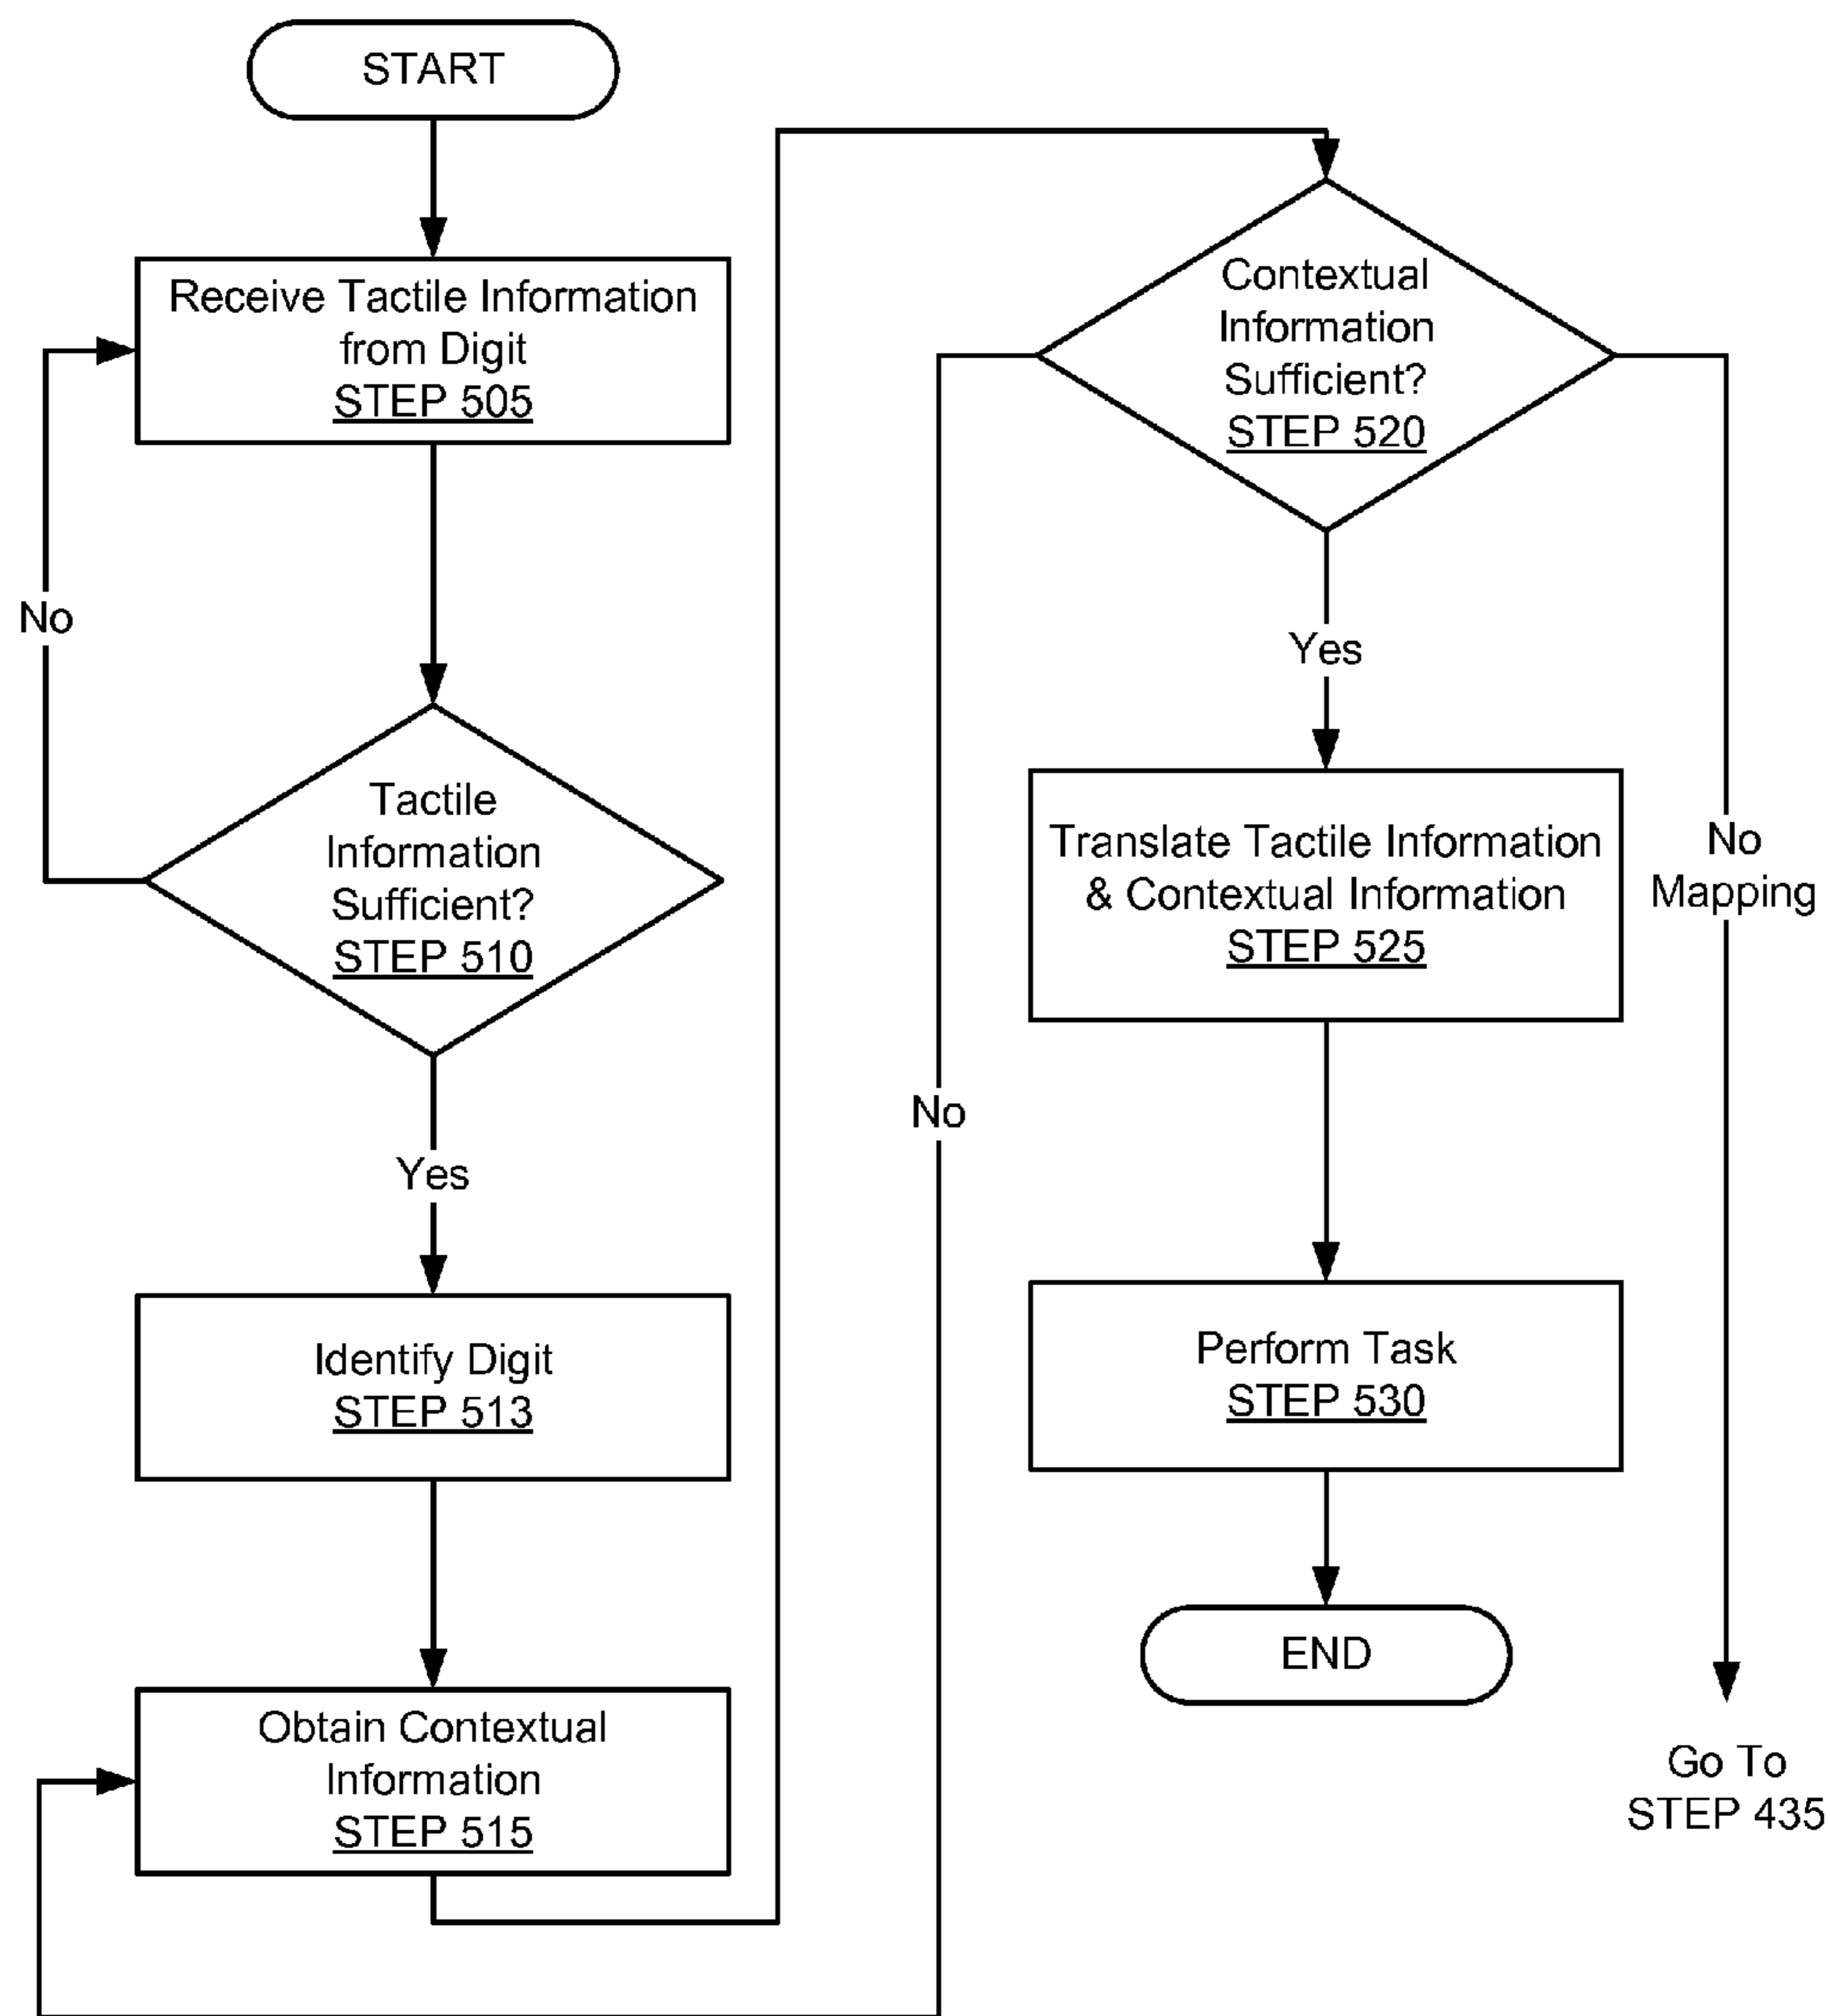 START
Receive Tactile Information
from Digit
STEP 505
No
Tactile
Information
Sufficient?
STEP 510
Yes
Identify Digit
STEP 513
Obtain Contextual
Information
STEP 515
Contextual
Information
Sufficient?
STEP 520
No
Yes
No
Mapping
Translate Tactile Information
& Contextual Information
STEP 525
Perform Task
STEP 530
END
Go To
STEP 435